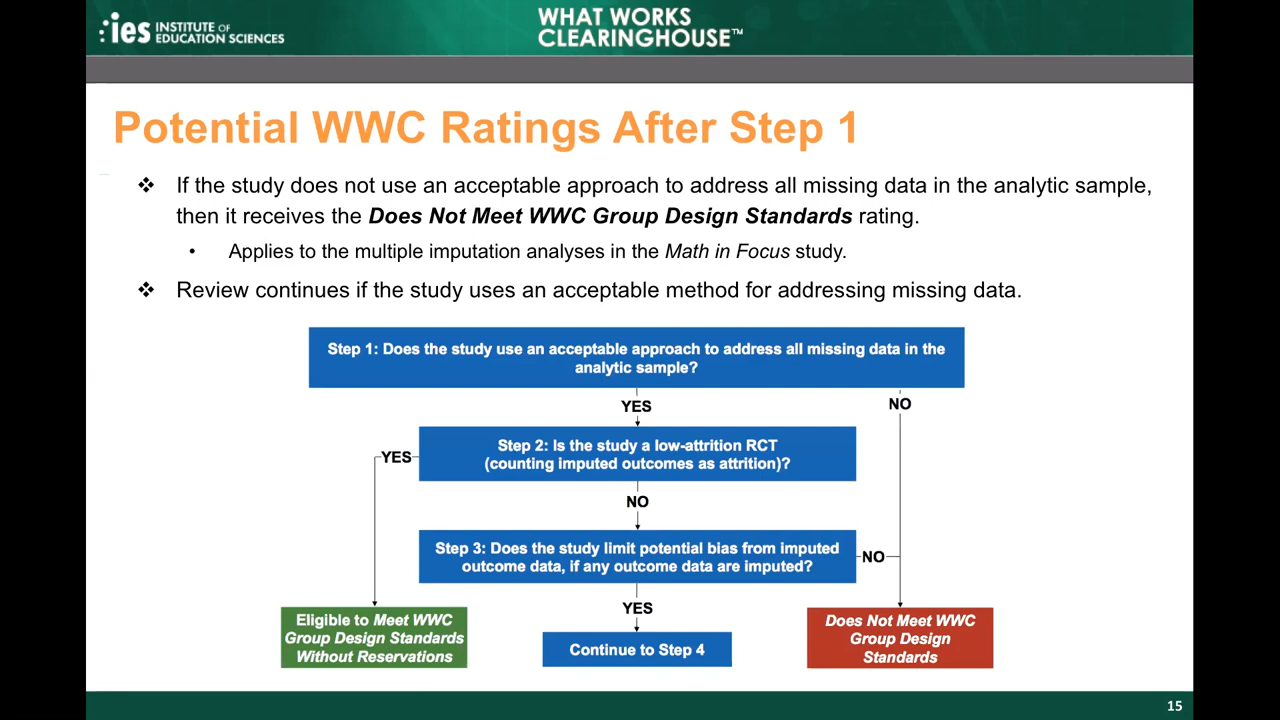 ies INSTITUTE OF
EDUCATION SCIENCES
WHAT WORKS
CLEARINGHOUSE™
Potential WWC Ratings After Step 1
❖ If the study does not use an acceptable approach to address all missing data in the analytic sample,
then it receives the Does Not Meet WWC Group Design Standards rating.
• Applies to the multiple imputation analyses in the Math in Focus study.
❖ Review continues if the study uses an acceptable method for addressing missing data.
Step 1: Does the study use an acceptable approach to address all missing data in the
analytic sample?
YES
NO
Step 2: Is the study a low-attrition RCT
(counting imputed outcomes as attrition)?
YES
NO
Step 3: Does the study limit potential bias from imputed
outcome data, if any outcome data are imputed?
NO
YES
Eligible to Meet WWC
Group Design Standards
Without Reservations
Continue to Step 4
Does Not Meet WWC
Group Design
Standards
15